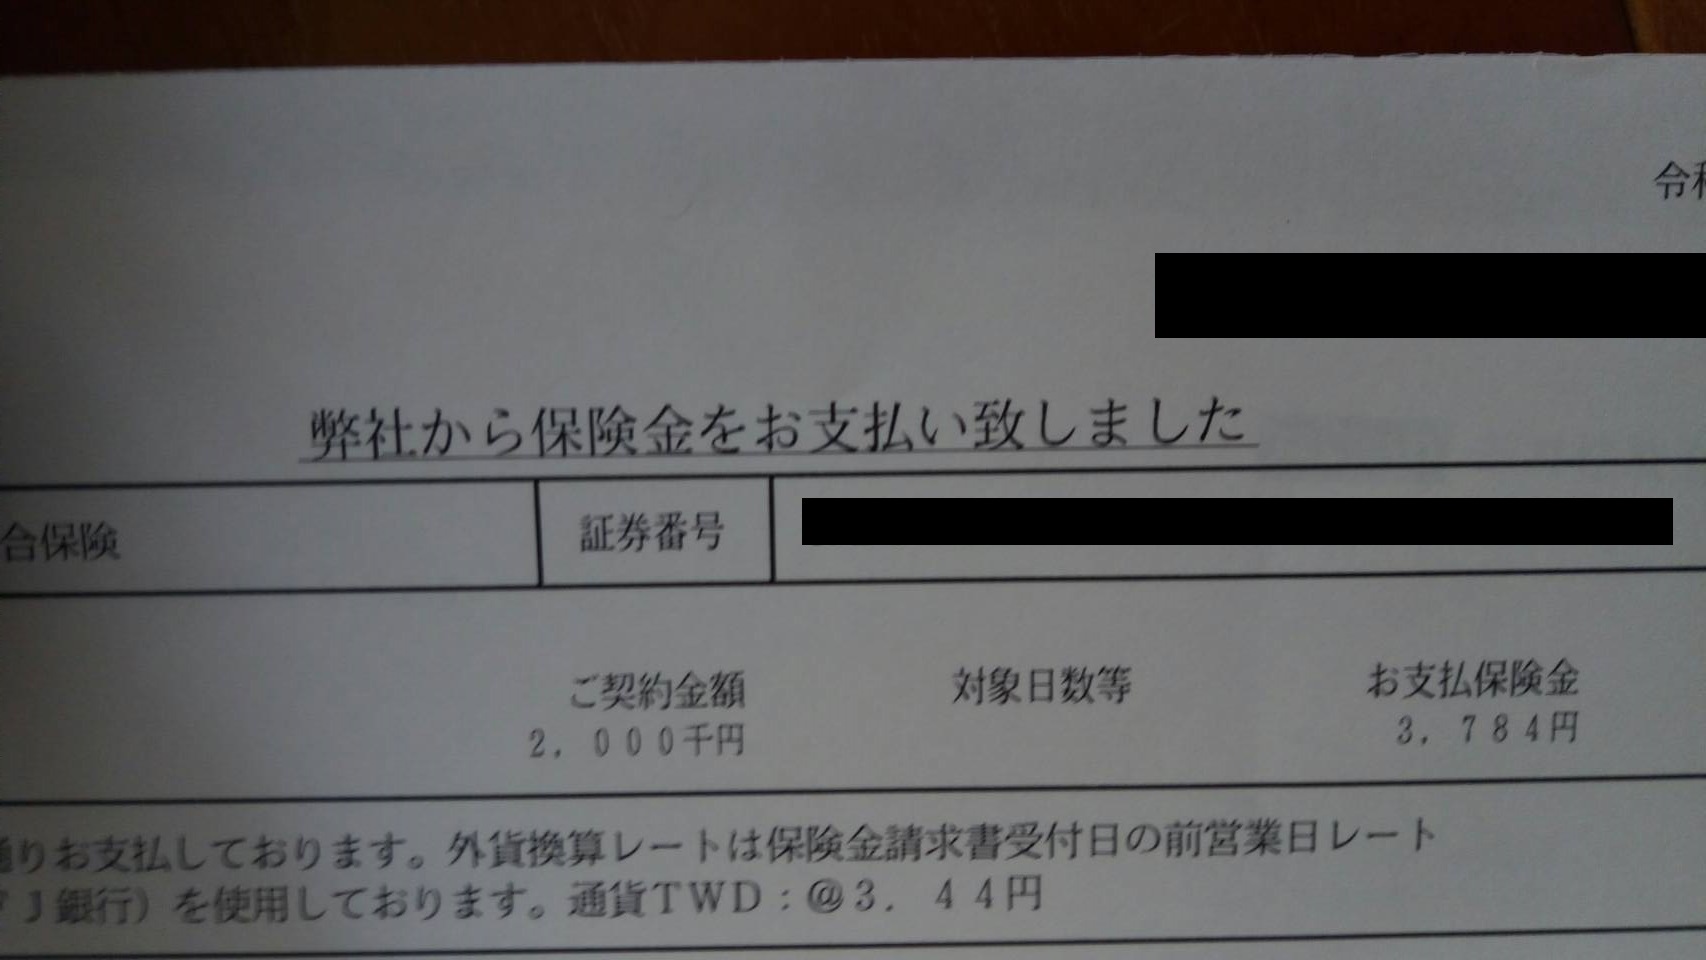 令和
弊社から保険金をお支払い致しました
合保険 証券番号
ご契約金額 対象日数等 お支払保険金
2,000千円 3,784円
りお支払しております。外貨換算レートは保険金請求書受付日の前営業日レート
J銀行）を使用しております。通貨TWD：@3.44円